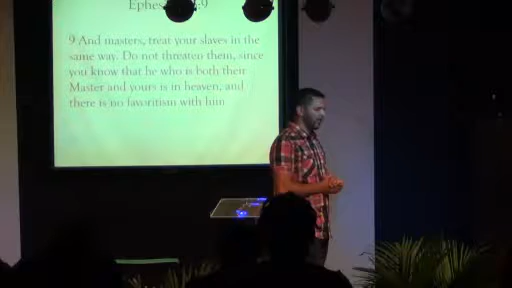 9 And masters, treat your slaves in the
same way. Do not threaten them, since
you know that he who is both their
Master and yours is in heaven, and
there is no favoritism with him